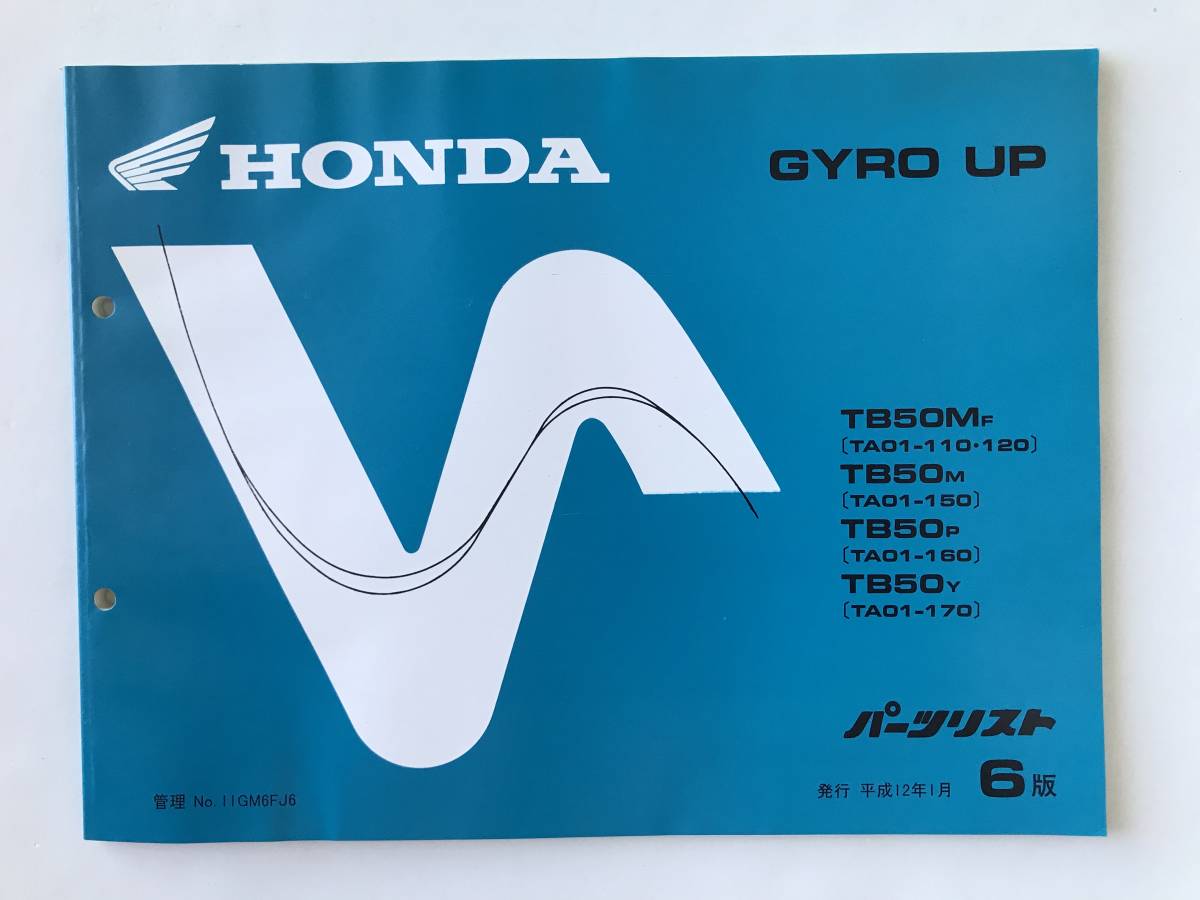 HONDA
GYRO UP
TB50MF
〔TA01-110・120〕
TB50M
〔TA01-150〕
TB50P
〔TA01-160〕
TB50Y
〔TA01-170〕
パーツリスト
管理 No. 11GM6FJ6
発行 平成12年1月 6版